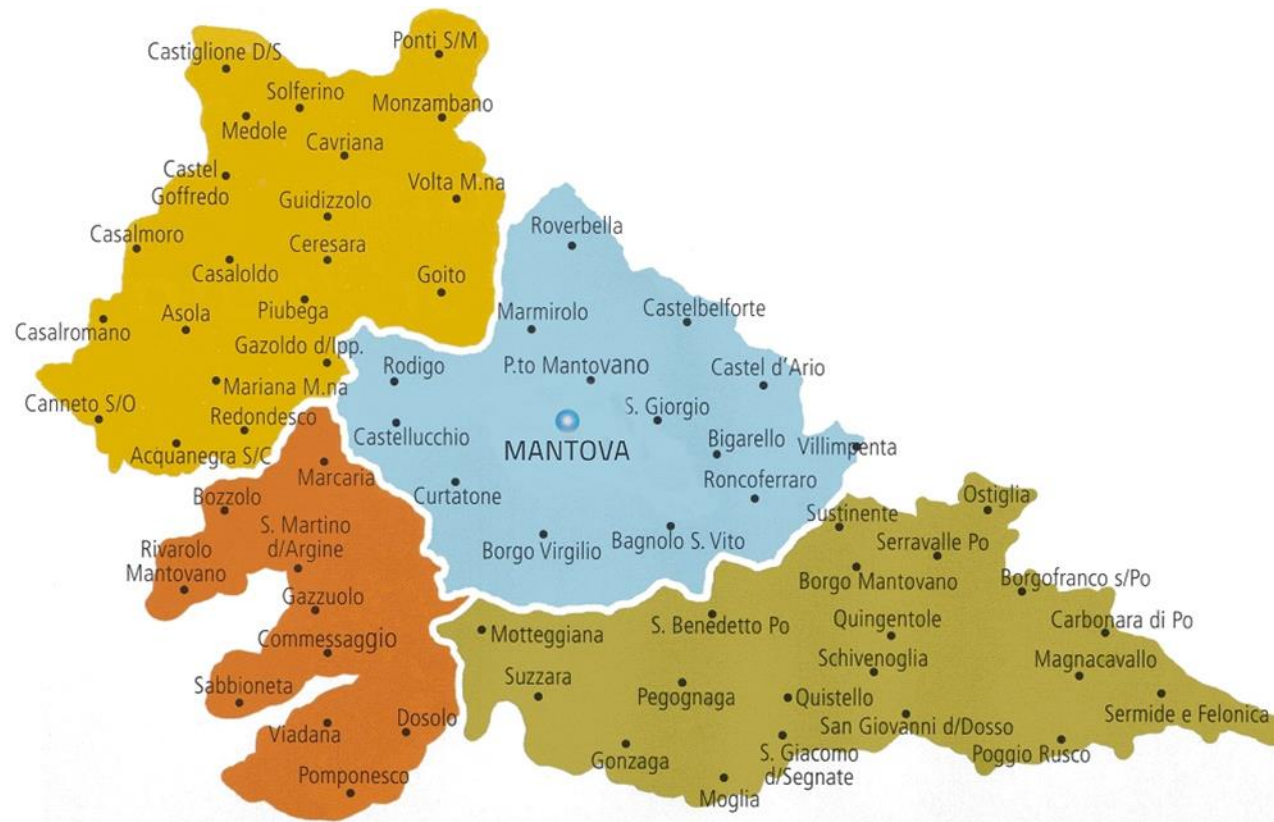 Castiglione D/S
Ponti S/M
Solferino
Monzambano
Medole
Cavriana
Castel
Goffredo
Volta M.na
Guidizzolo
Casalmoro
Ceresara
Casaloldo
Goito
Piubega
Asola
Casalromano
Gazoldo d/Ipp.
Mariana M.na
Canneto S/O
Redondesco
Acquanegra S/C
Roverbella
Castelbelforte
Marmirolo
Rodigo
P.to Mantovano
Castel d'Ario
S. Giorgio
Castellucchio
MANTOVA
Bigarello
Villimpenta
Curtatone
Roncoferraro
Borgo Virgilio
Bagnolo S. Vito
Marcaria
Bozzolo
S. Martino
d/Argine
Rivarolo
Mantovano
Gazzuolo
Commessaggio
Sabbioneta
Viadana
Dosolo
Pomponesco
Ostiglia
Sustinente
Serravalle Po
Borgo Mantovano
Borgofranco s/Po
Motteggiana
S. Benedetto Po
Quingentole
Carbonara di Po
Schivenoglia
Magnacavallo
Suzzara
Pegognaga
Quistello
Sermide e Felonica
San Giovanni d/Dosso
Gonzaga
S. Giacomo
d/Segnate
Poggio Rusco
Moglia